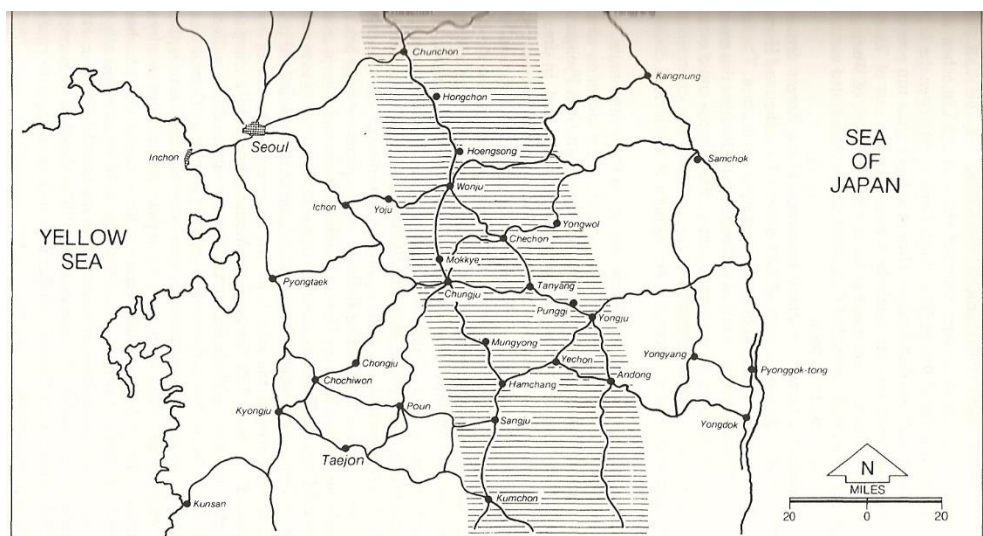 Chunchon
Kangnung
Hongchon
SEA
OF
JAPAN
Seoul
Inchon
Hoengsong
Samchok
Wonju
Ichon
Yoju
Yongwol
YELLOW
SEA
Chechon
Mokkye
Pyongtaek
Chungju
Tanyang
Punggi
Yongju
Mungyong
Chongju
Yechon
Yongyang
Chochiwon
Hamchang
Andong
Pyonggok-tong
Kyongju
Poun
Sangju
Yongdok
Taejon
N
MILES
Kunsan
Kumchon
20
0
20